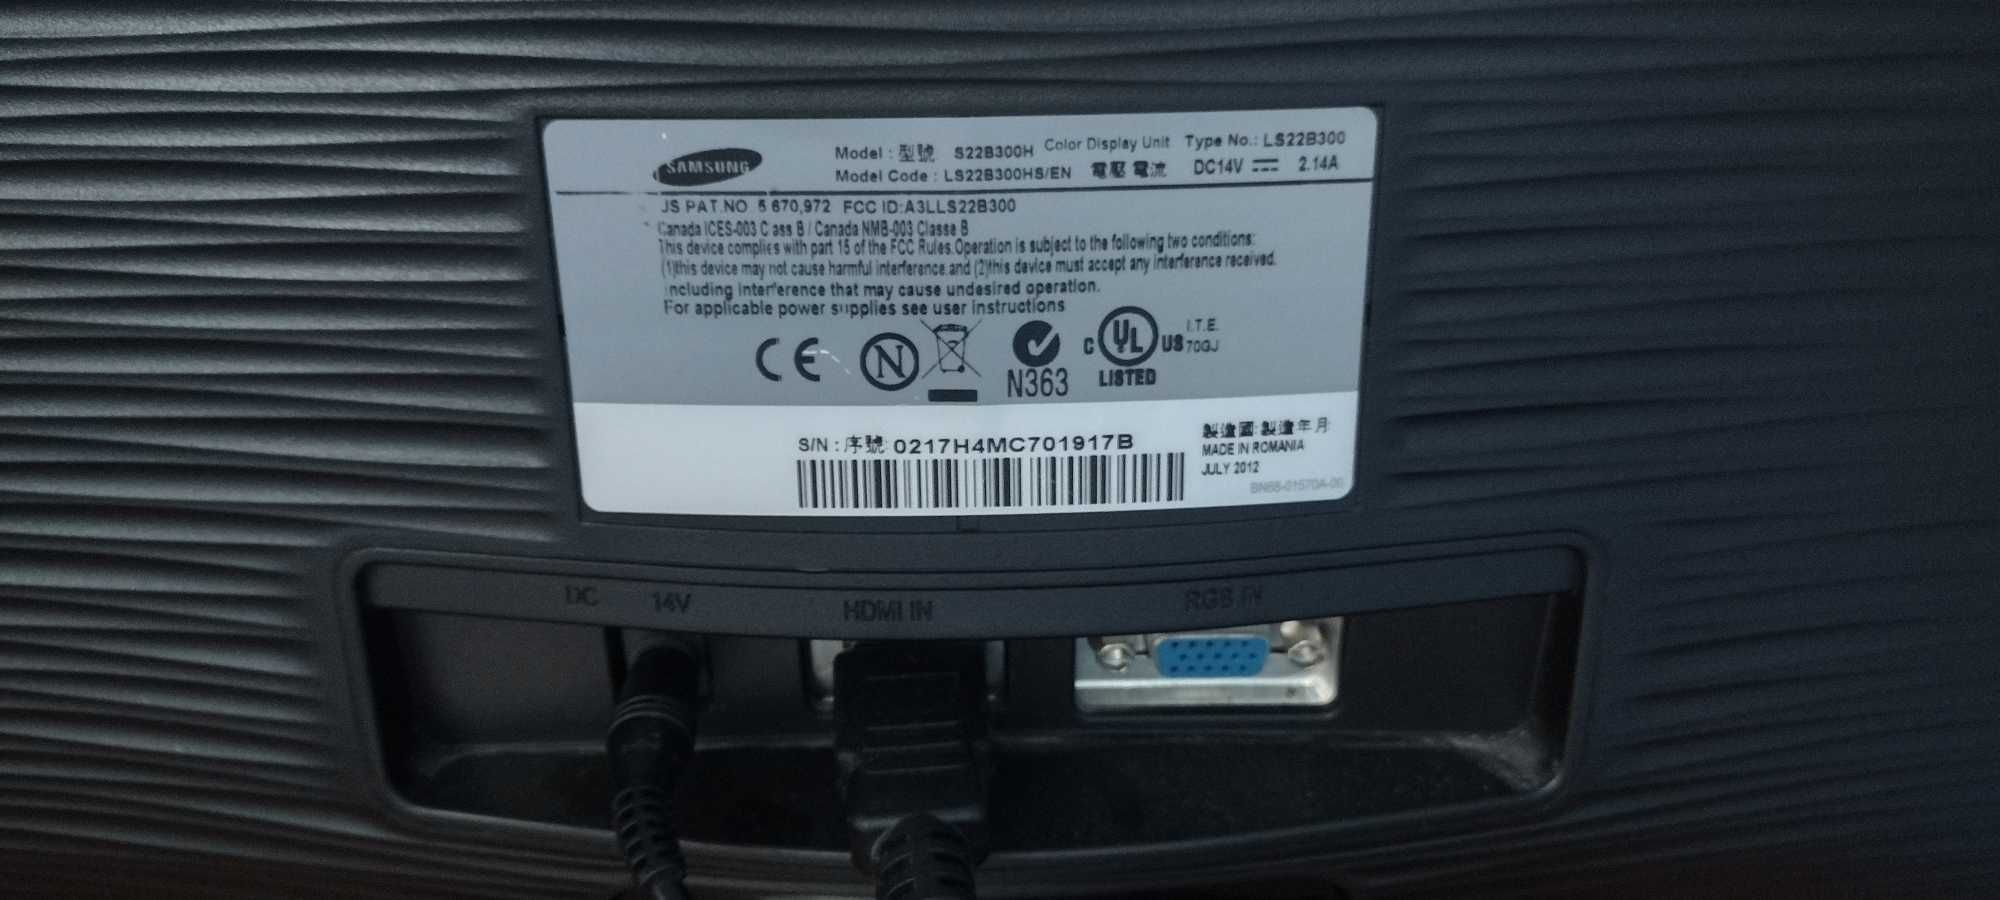 SAMSUNG
Model : 型號 S22B300H Color Display Unit Type No.: LS22B300
Model Code : LS22B300HS/EN 電壓 電流 DC14V 2.14A
JS PAT.NO 5 670,972 FCC ID:A3LLS22B300
Canada ICES-003 C ass B / Canada NMB-003 Classe B
This device complies with part 15 of the FCC Rules.Operation is subject to the following two conditions:
(1)this device may not cause harmful interference.and (2)this device must accept any interference received.
including interference that may cause undesired operation.
For applicable power supplies see user instructions
CE N N363 C UL US LISTED I.T.E. 70GJ
S/N : 序號: 0217H4MC701917B
製造國: 製造年月
MADE IN ROMANIA
JULY 2012
BN68-01570A-00
DC 14V HDMI IN RGB IN